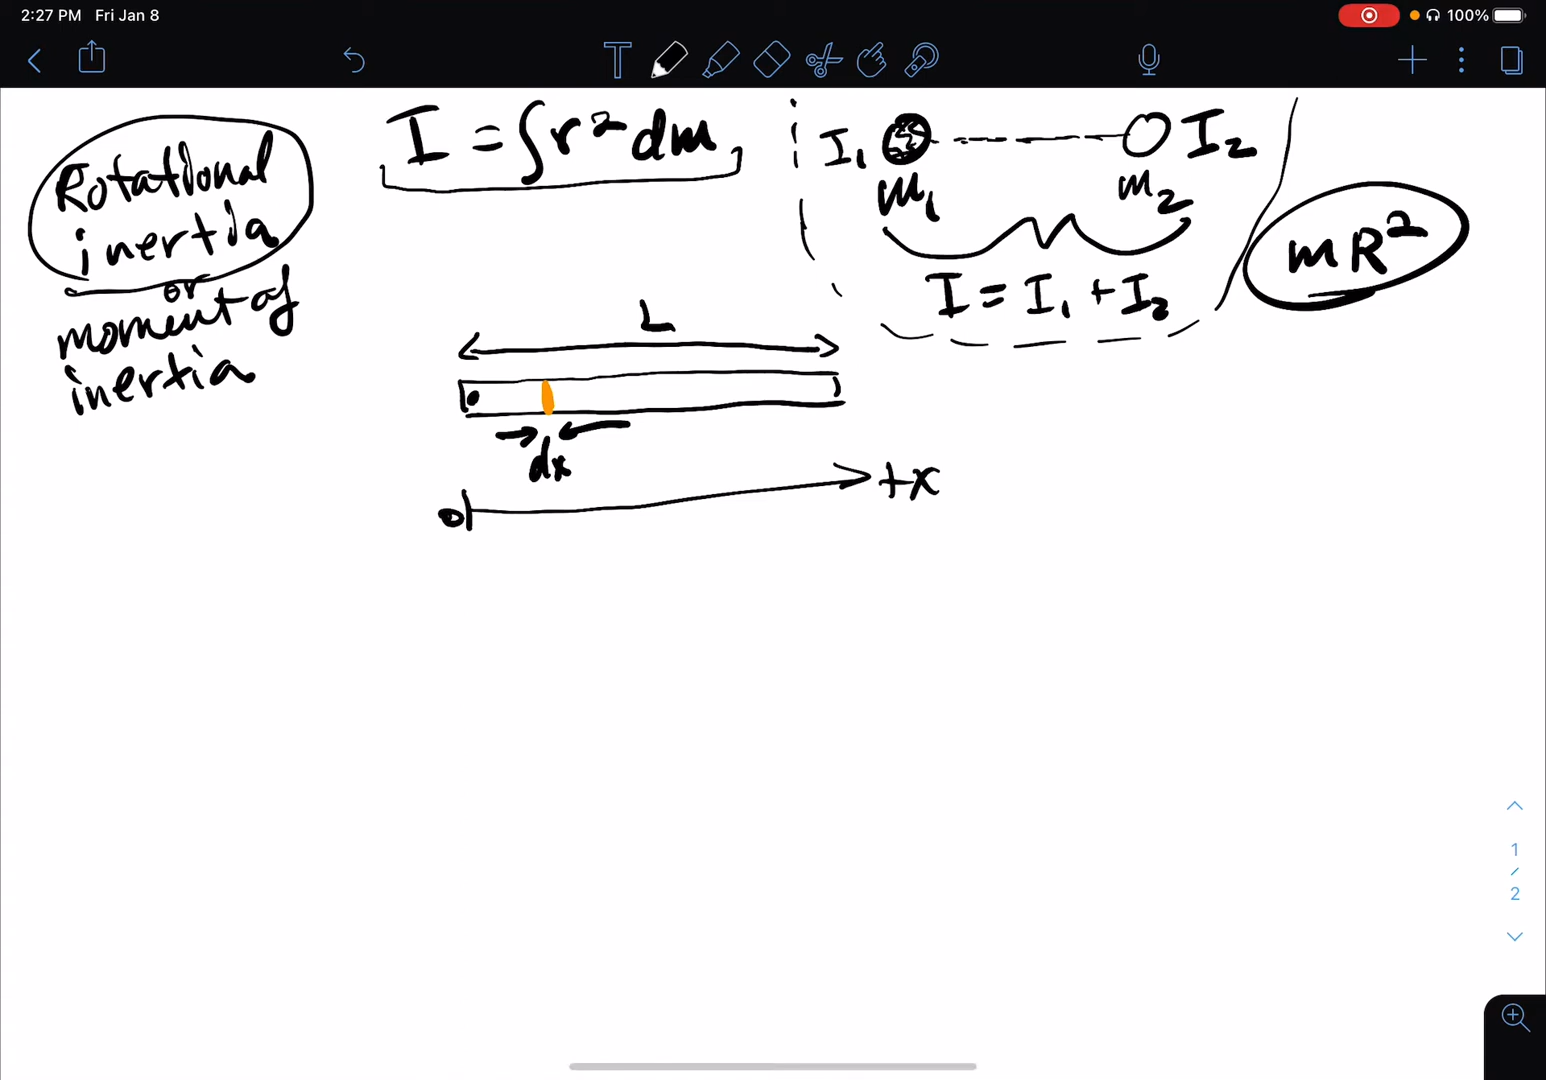 2:27 PM Fri Jan 8
100%
T
Rotational
inertia
or
moment of
inertia
I = ∫r²dm
I₁
I₂
m₁
m₂
I = I₁ + I₂
mR²
L
dx
0
+x
1
/
2